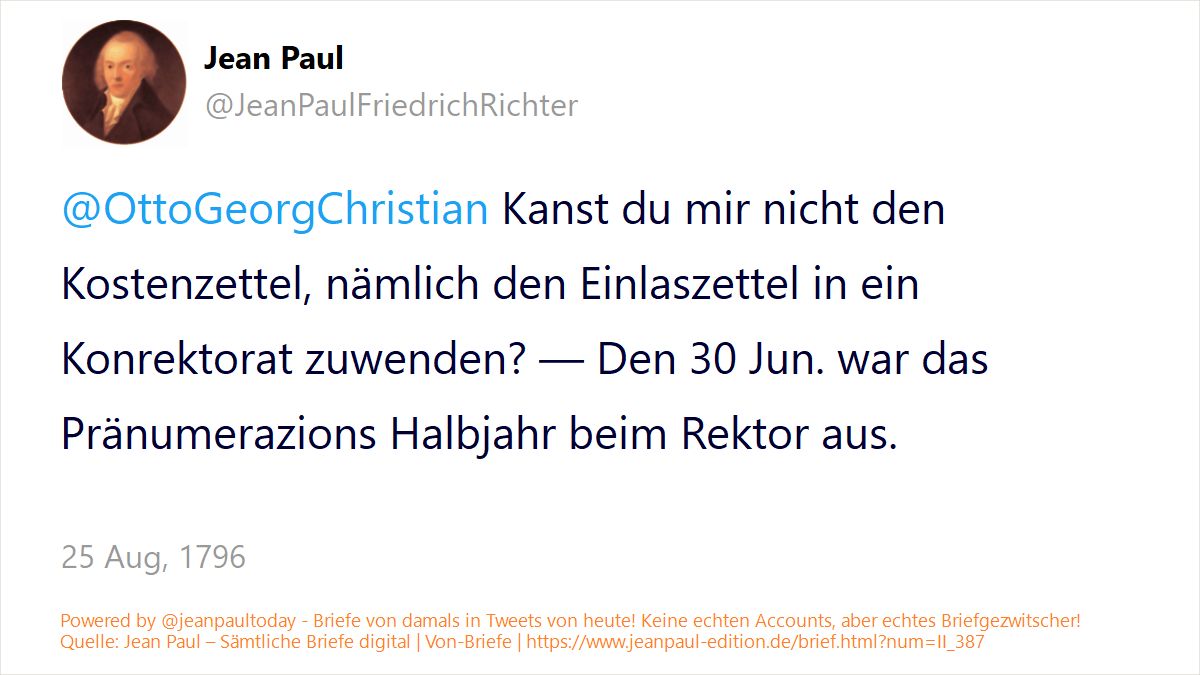 Jean Paul
@JeanPaulFriedrichRichter
@OttoGeorgChristian Kanst du mir nicht den
Kostenzettel, nämlich den Einlaszettel in ein
Konrektorat zuwenden? — Den 30 Jun. war das
Pränumerazions Halbjahr beim Rektor aus.
25 Aug, 1796
Powered by @jeanpaultoday - Briefe von damals in Tweets von heute! Keine echten Accounts, aber echtes Briefgezwitscher!
Quelle: Jean Paul – Sämtliche Briefe digital | Von-Briefe | https://www.jeanpaul-edition.de/brief.html?num=II_387